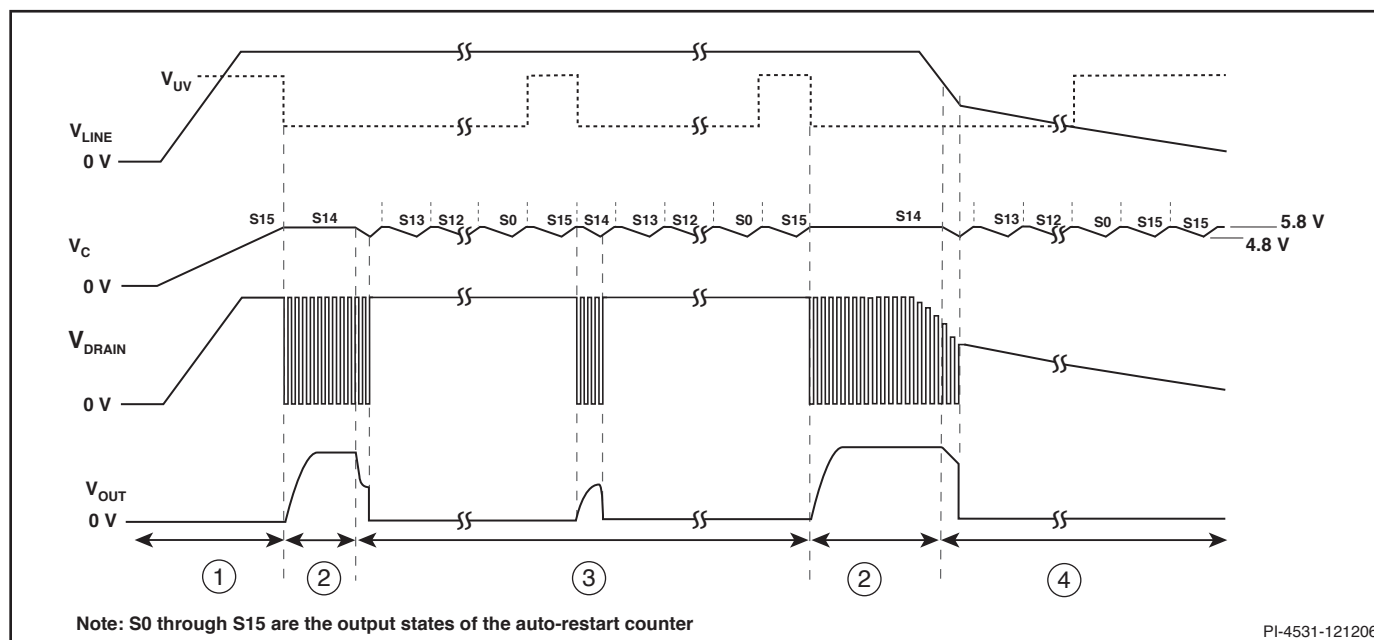 V_UV
V_LINE
0 V
S15 S14 S13 S12 S0 S15 S14 S13 S12 S0 S15 S14 S13 S12 S0 S15 S15 5.8 V
4.8 V
V_C
0 V
V_DRAIN
0 V
V_OUT
0 V
1 2 3 2 4
Note: S0 through S15 are the output states of the auto-restart counter
PI-4531-121206